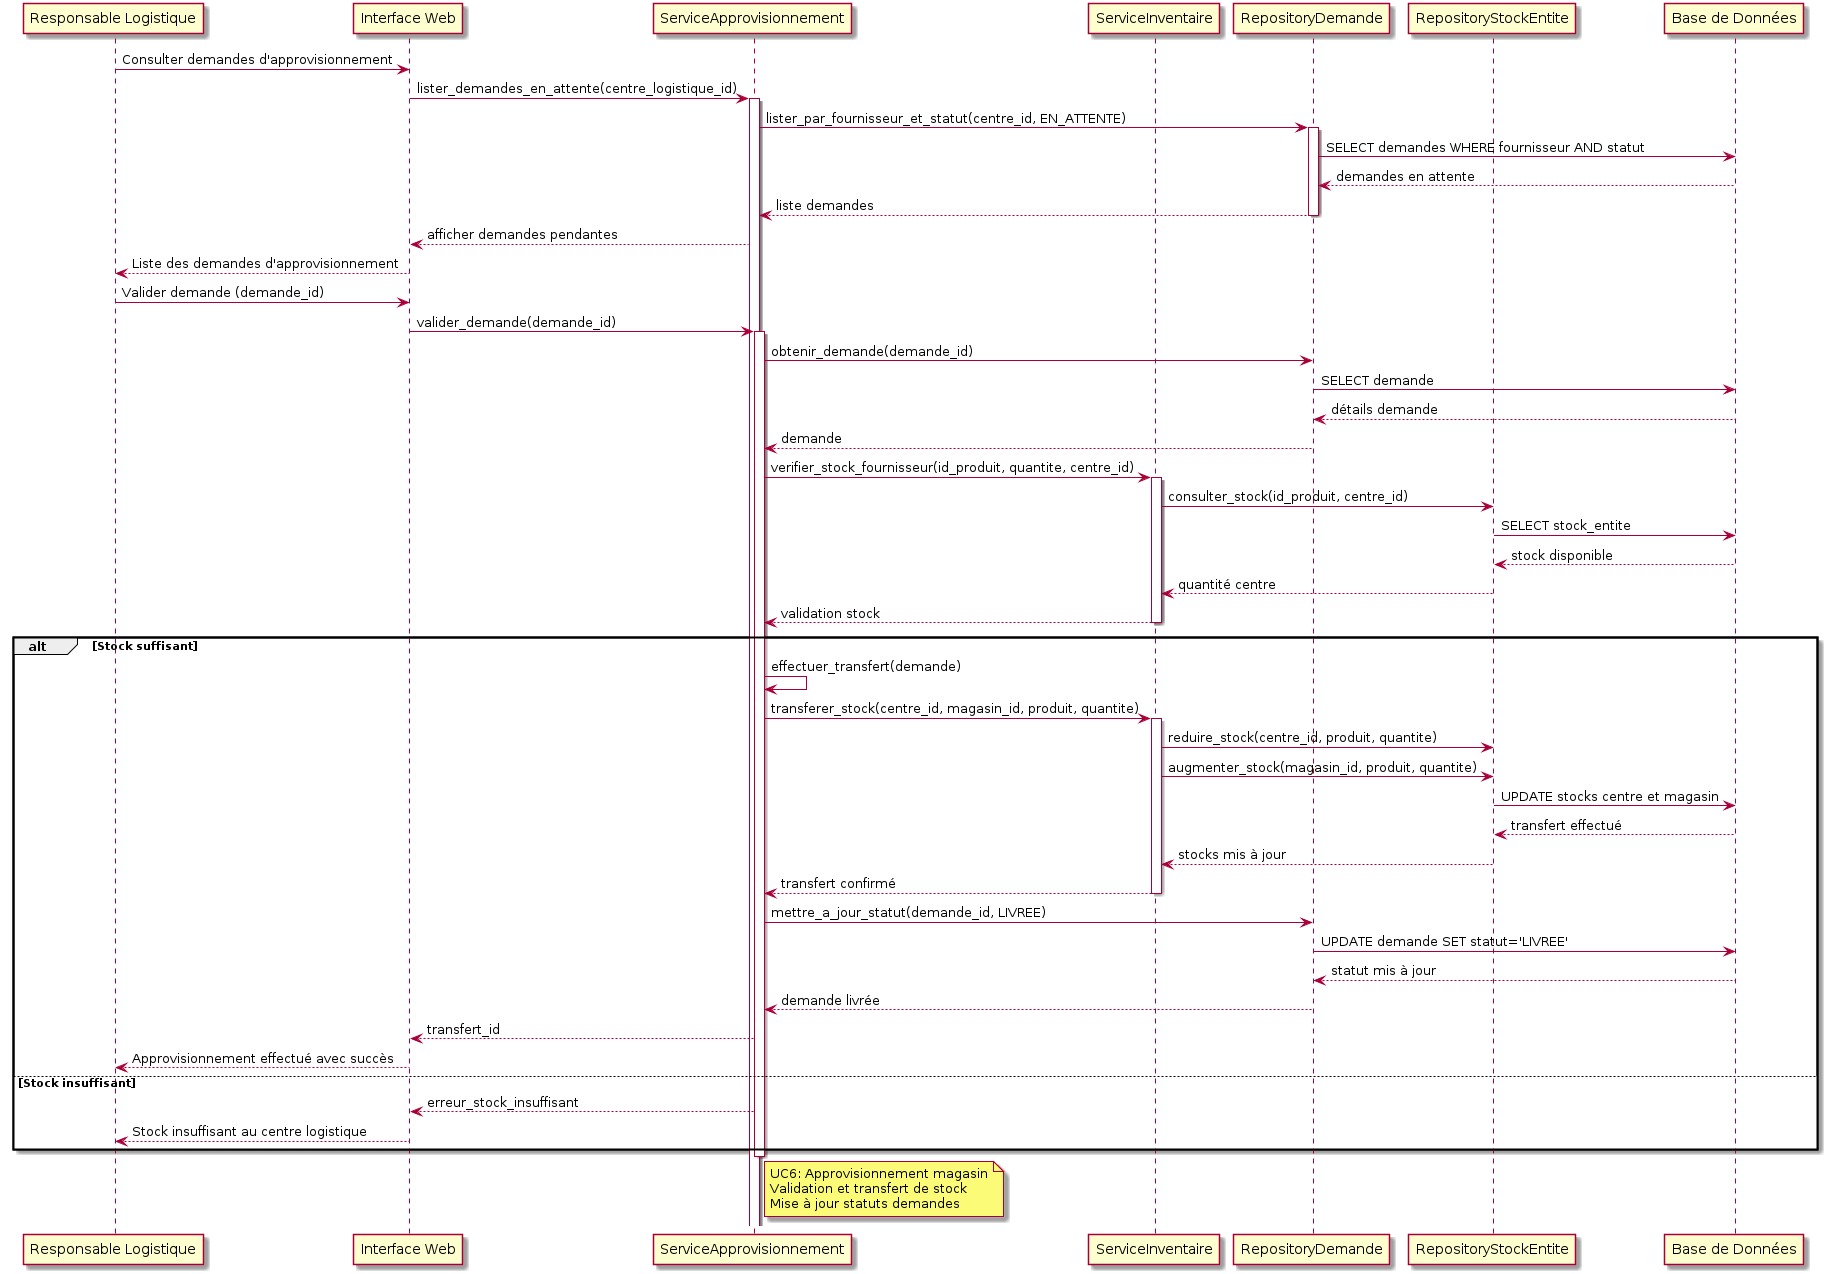 Responsable Logistique
Interface Web
ServiceApprovisionnement
ServiceInventaire
RepositoryDemande
RepositoryStockEntite
Base de Données
Consulter demandes d'approvisionnement
lister_demandes_en_attente(centre_logistique_id)
lister_par_fournisseur_et_statut(centre_id, EN_ATTENTE)
SELECT demandes WHERE fournisseur AND statut
demandes en attente
liste demandes
afficher demandes pendantes
Liste des demandes d'approvisionnement
Valider demande (demande_id)
valider_demande(demande_id)
obtenir_demande(demande_id)
SELECT demande
détails demande
demande
verifier_stock_fournisseur(id_produit, quantite, centre_id)
consulter_stock(id_produit, centre_id)
SELECT stock_entite
stock disponible
quantité centre
validation stock
alt
[Stock suffisant]
effectuer_transfert(demande)
transferer_stock(centre_id, magasin_id, produit, quantite)
reduire_stock(centre_id, produit, quantite)
augmenter_stock(magasin_id, produit, quantite)
UPDATE stocks centre et magasin
transfert effectué
stocks mis à jour
transfert confirmé
mettre_a_jour_statut(demande_id, LIVREE)
UPDATE demande SET statut='LIVREE'
statut mis à jour
demande livrée
transfert_id
Approvisionnement effectué avec succès
[Stock insuffisant]
erreur_stock_insuffisant
Stock insuffisant au centre logistique
UC6: Approvisionnement magasin
Validation et transfert de stock
Mise à jour statuts demandes
Responsable Logistique
Interface Web
ServiceApprovisionnement
ServiceInventaire
RepositoryDemande
RepositoryStockEntite
Base de Données